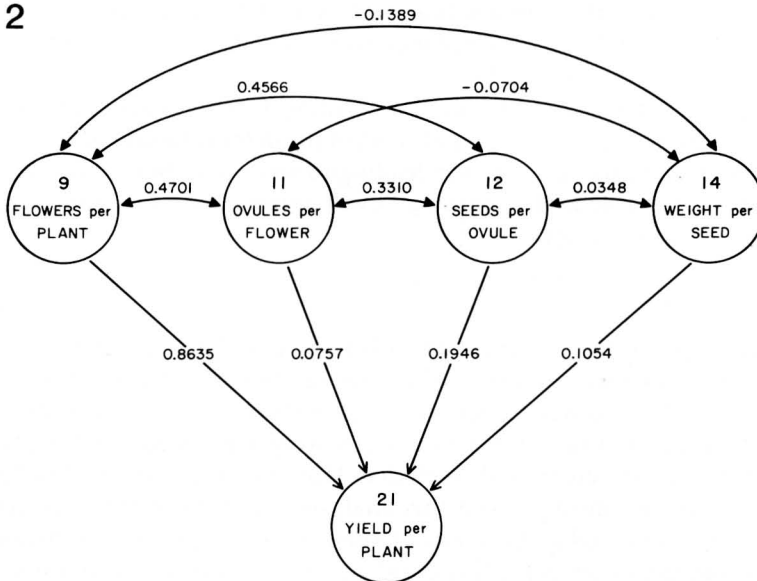 2
-0.1389
0.4566
-0.0704
9
FLOWERS per
PLANT
0.4701
11
OVULES per
FLOWER
0.3310
12
SEEDS per
OVULE
0.0348
14
WEIGHT per
SEED
0.8635
0.0757
0.1946
0.1054
21
YIELD per
PLANT